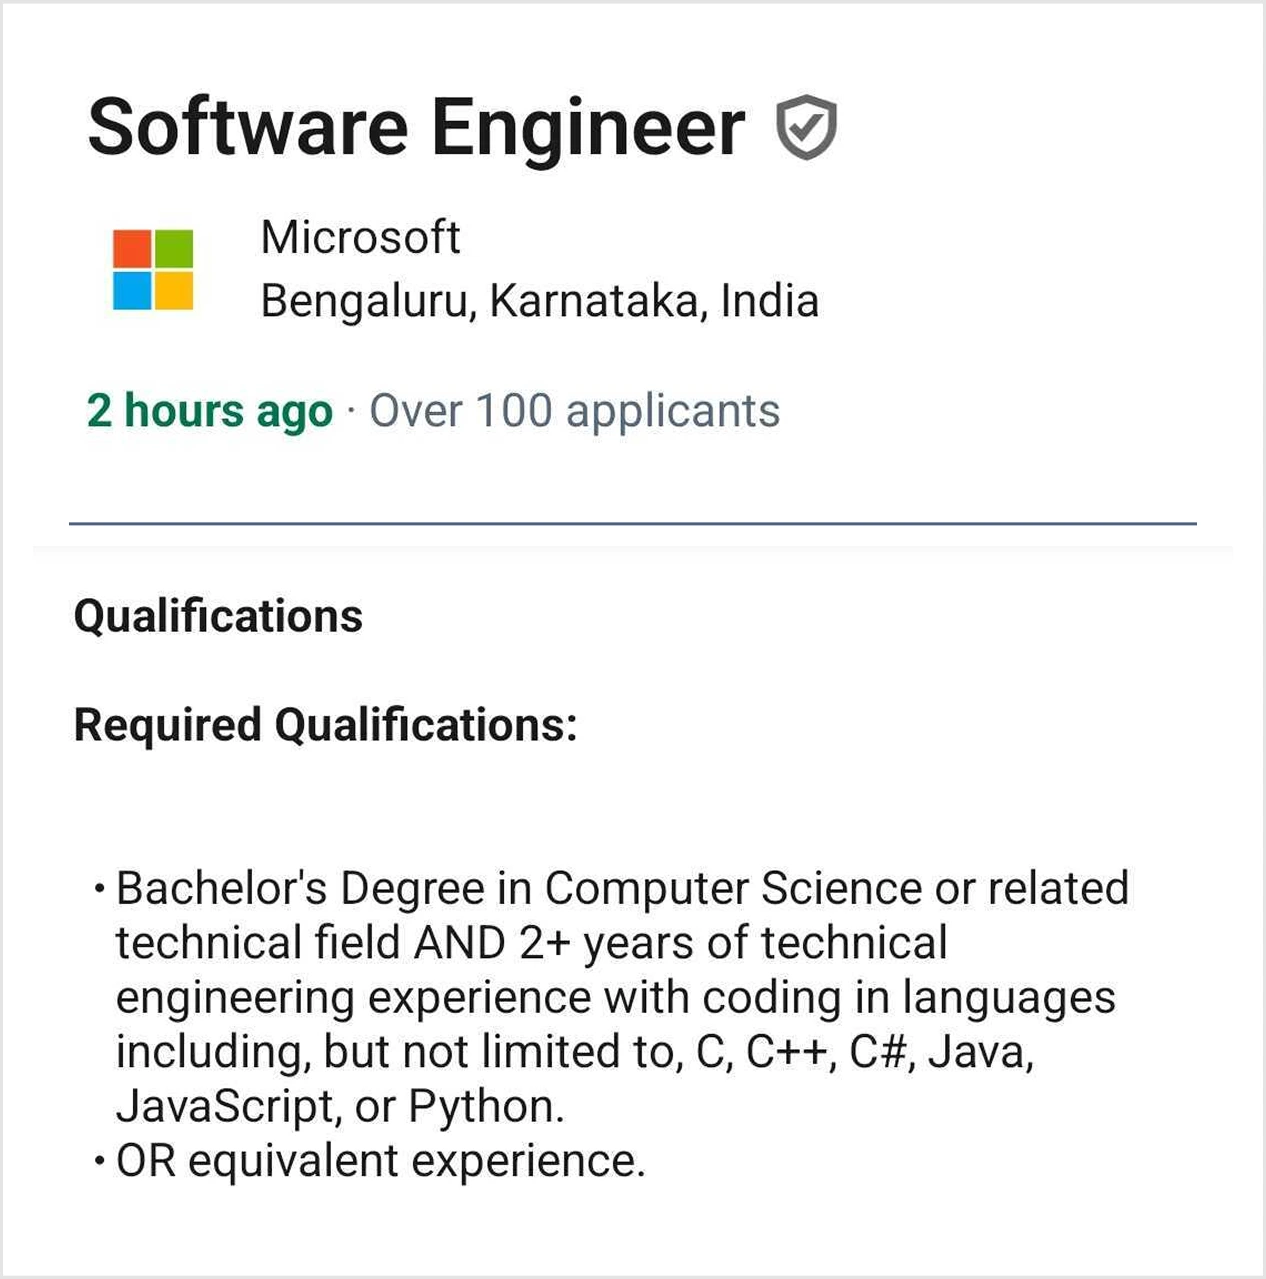 Software Engineer
Microsoft
Bengaluru, Karnataka, India
2 hours ago · Over 100 applicants
Qualifications
Required Qualifications:
• Bachelor's Degree in Computer Science or related
technical field AND 2+ years of technical
engineering experience with coding in languages
including, but not limited to, C, C++, C#, Java,
JavaScript, or Python.
• OR equivalent experience.